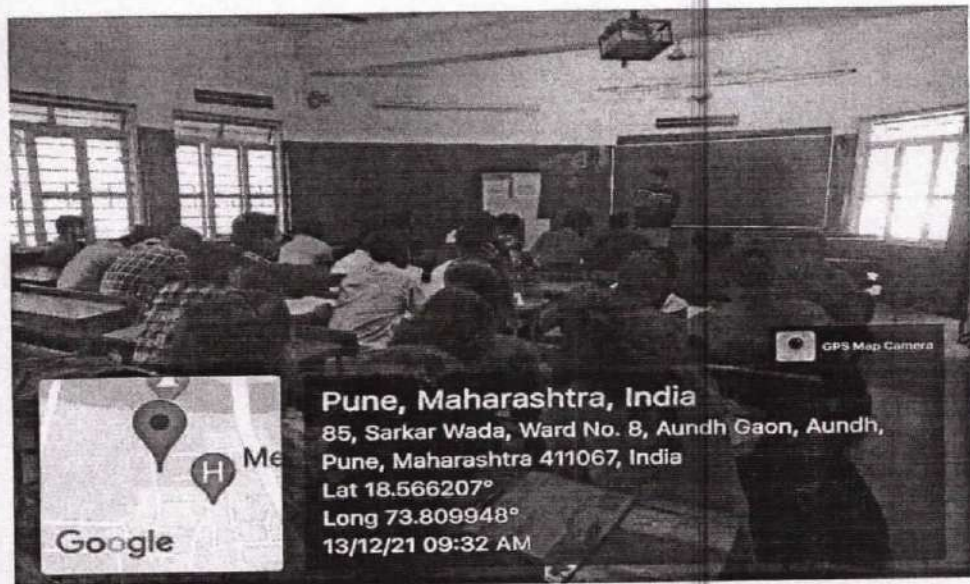 GPS Map Camera
Pune, Maharashtra, India
85, Sarkar Wada, Ward No. 8, Aundh Gaon, Aundh,
Pune, Maharashtra 411067, India
Lat 18.566207°
Long 73.809948°
13/12/21 09:32 AM
Me
H
Google